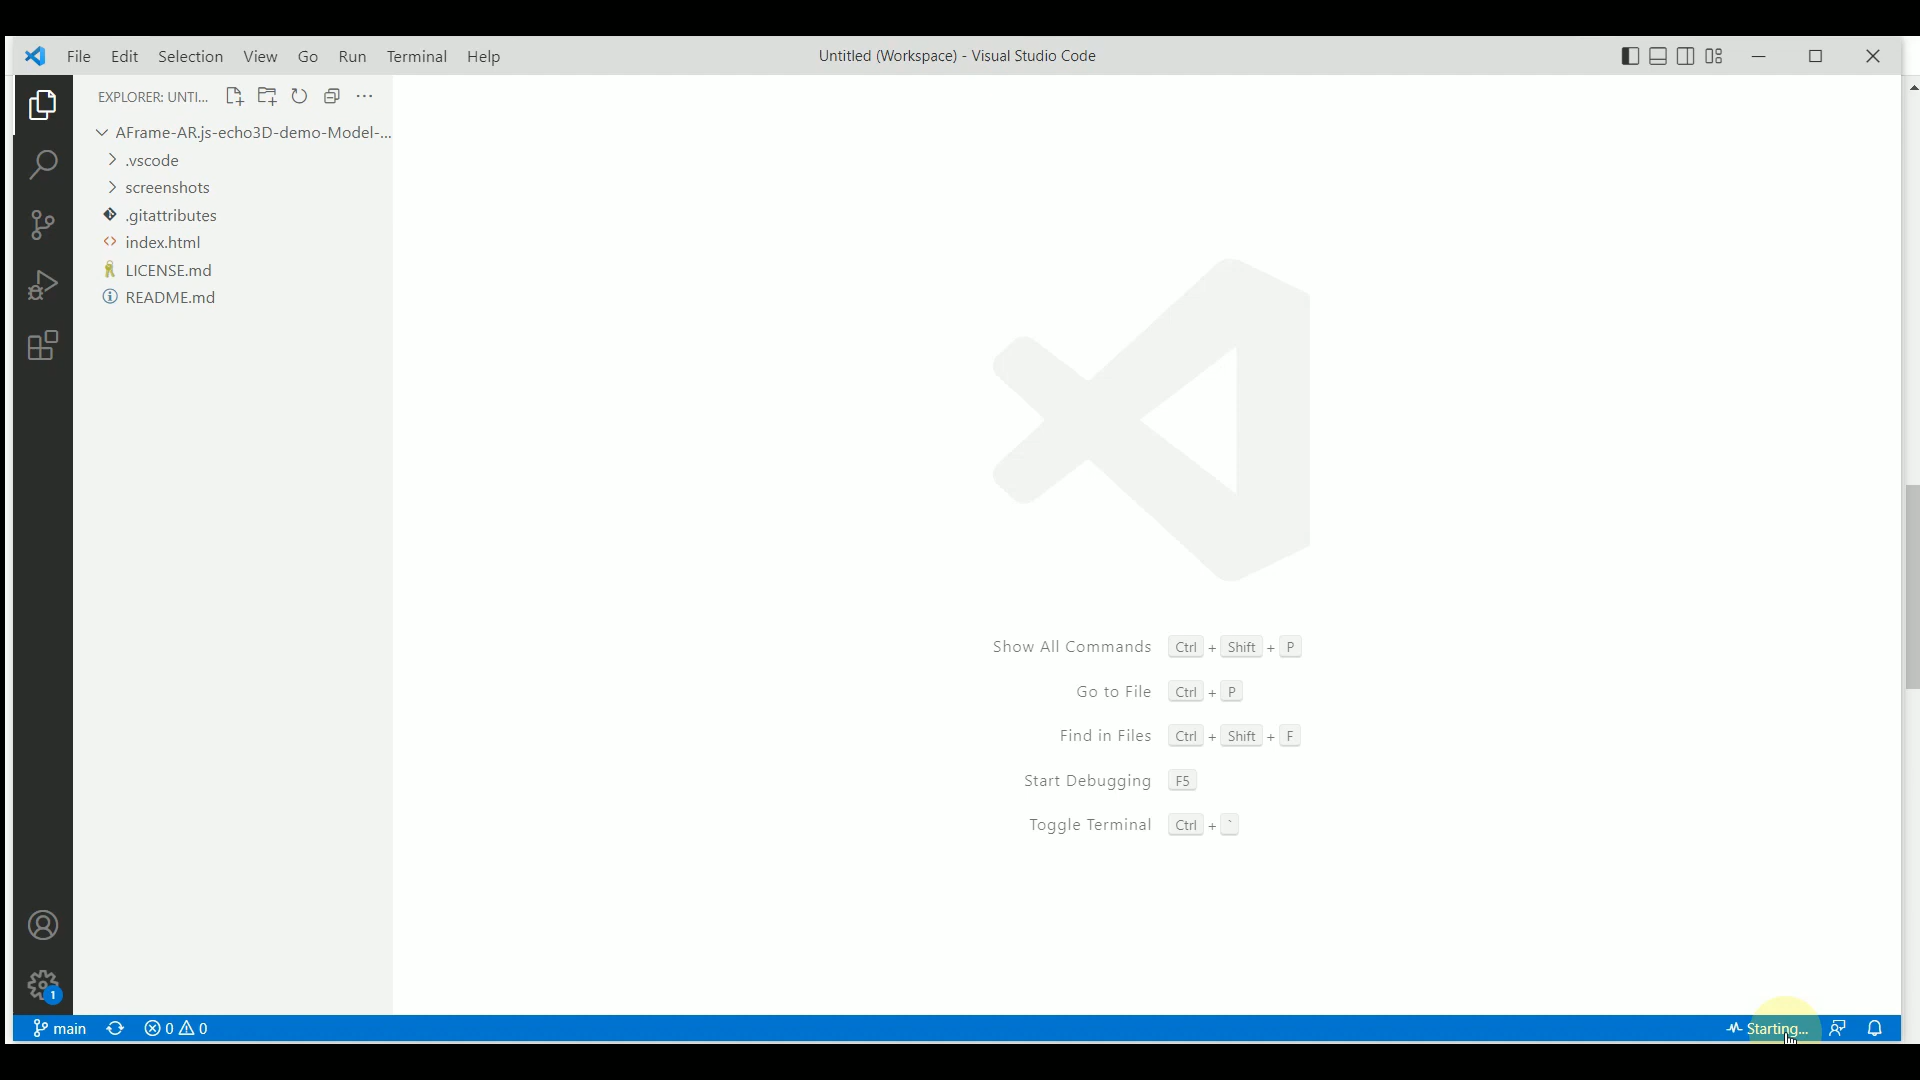 File Edit Selection View Go Run Terminal Help Untitled (Workspace) - Visual Studio Code
EXPLORER: UNTI...
AFrame-AR.js-echo3D-demo-Model-...
.vscode
screenshots
.gitattributes
index.html
LICENSE.md
README.md
Show All Commands Ctrl + Shift + P
Go to File Ctrl + P
Find in Files Ctrl + Shift + F
Start Debugging F5
Toggle Terminal Ctrl + `
1
main 0 0 Starting...